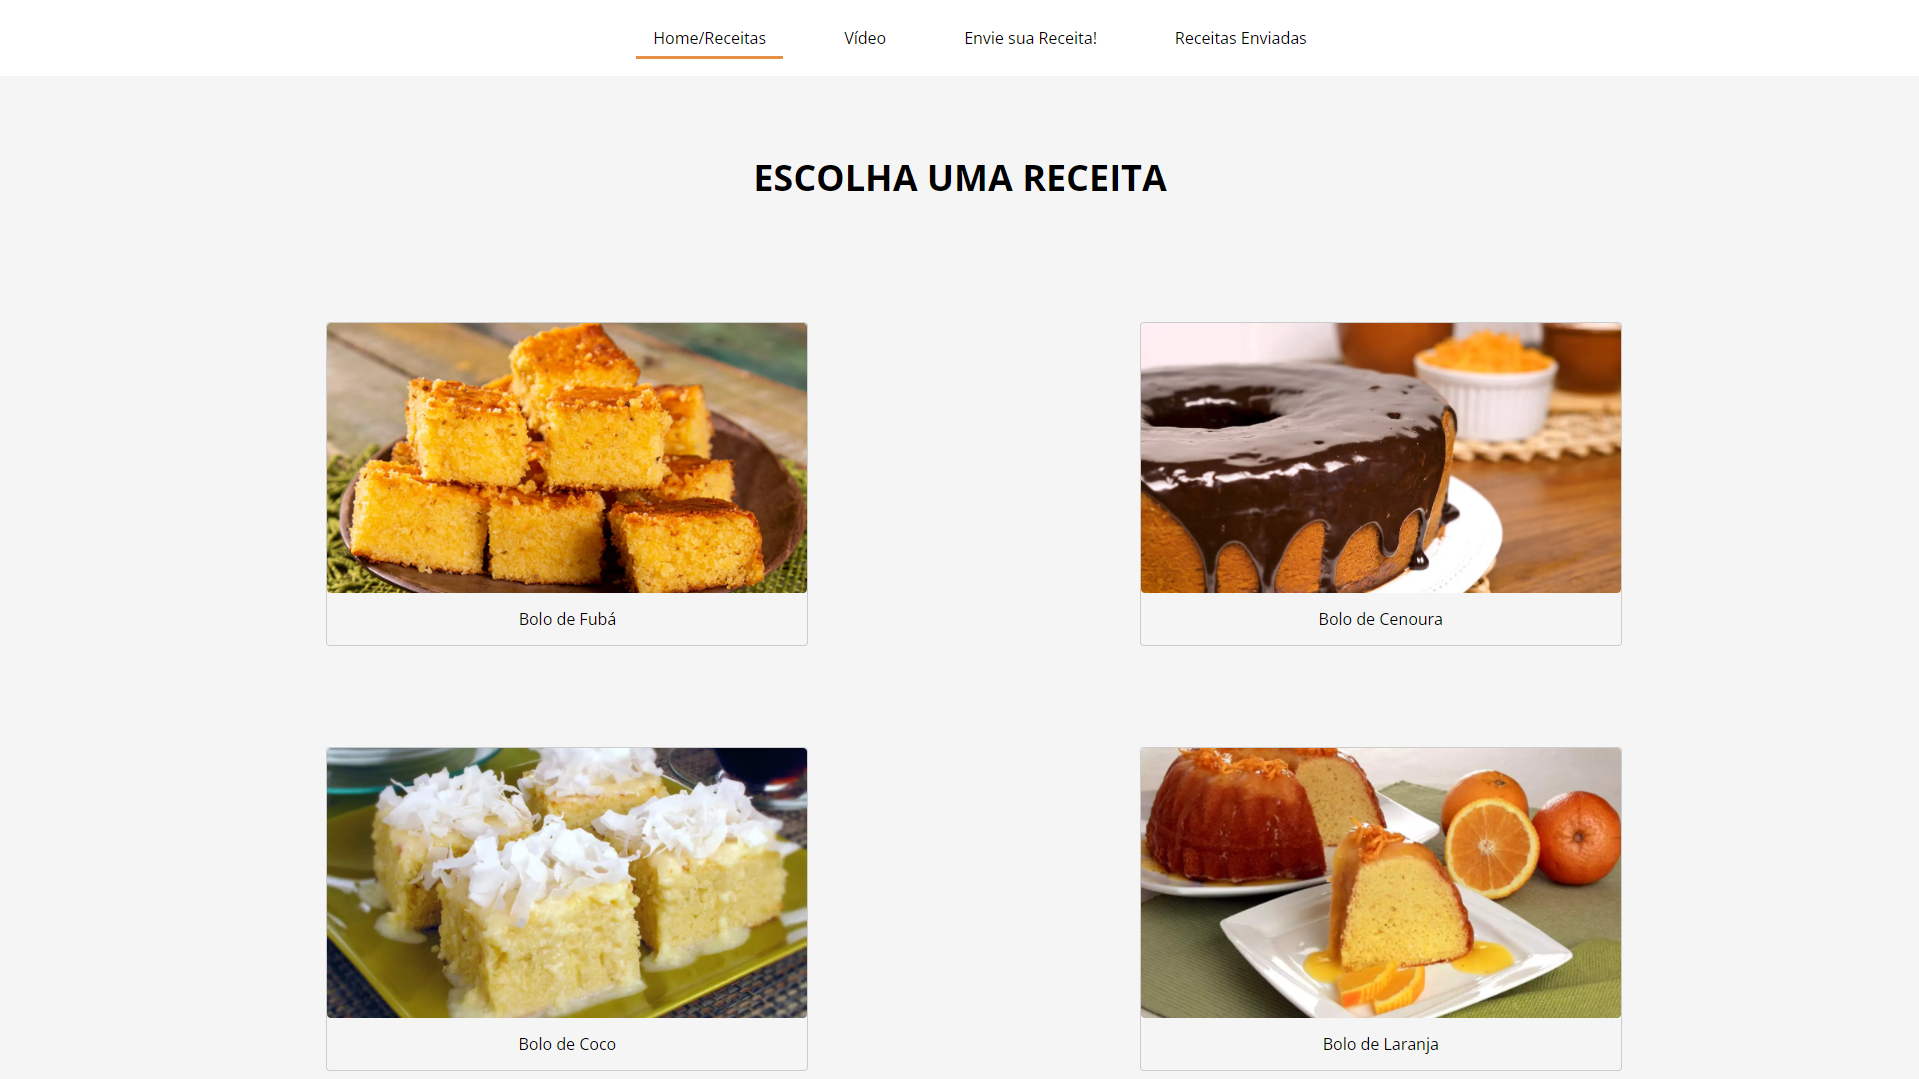 Home/Receitas Vídeo Envie sua Receita! Receitas Enviadas
ESCOLHA UMA RECEITA
Bolo de Fubá
Bolo de Cenoura
Bolo de Coco
Bolo de Laranja